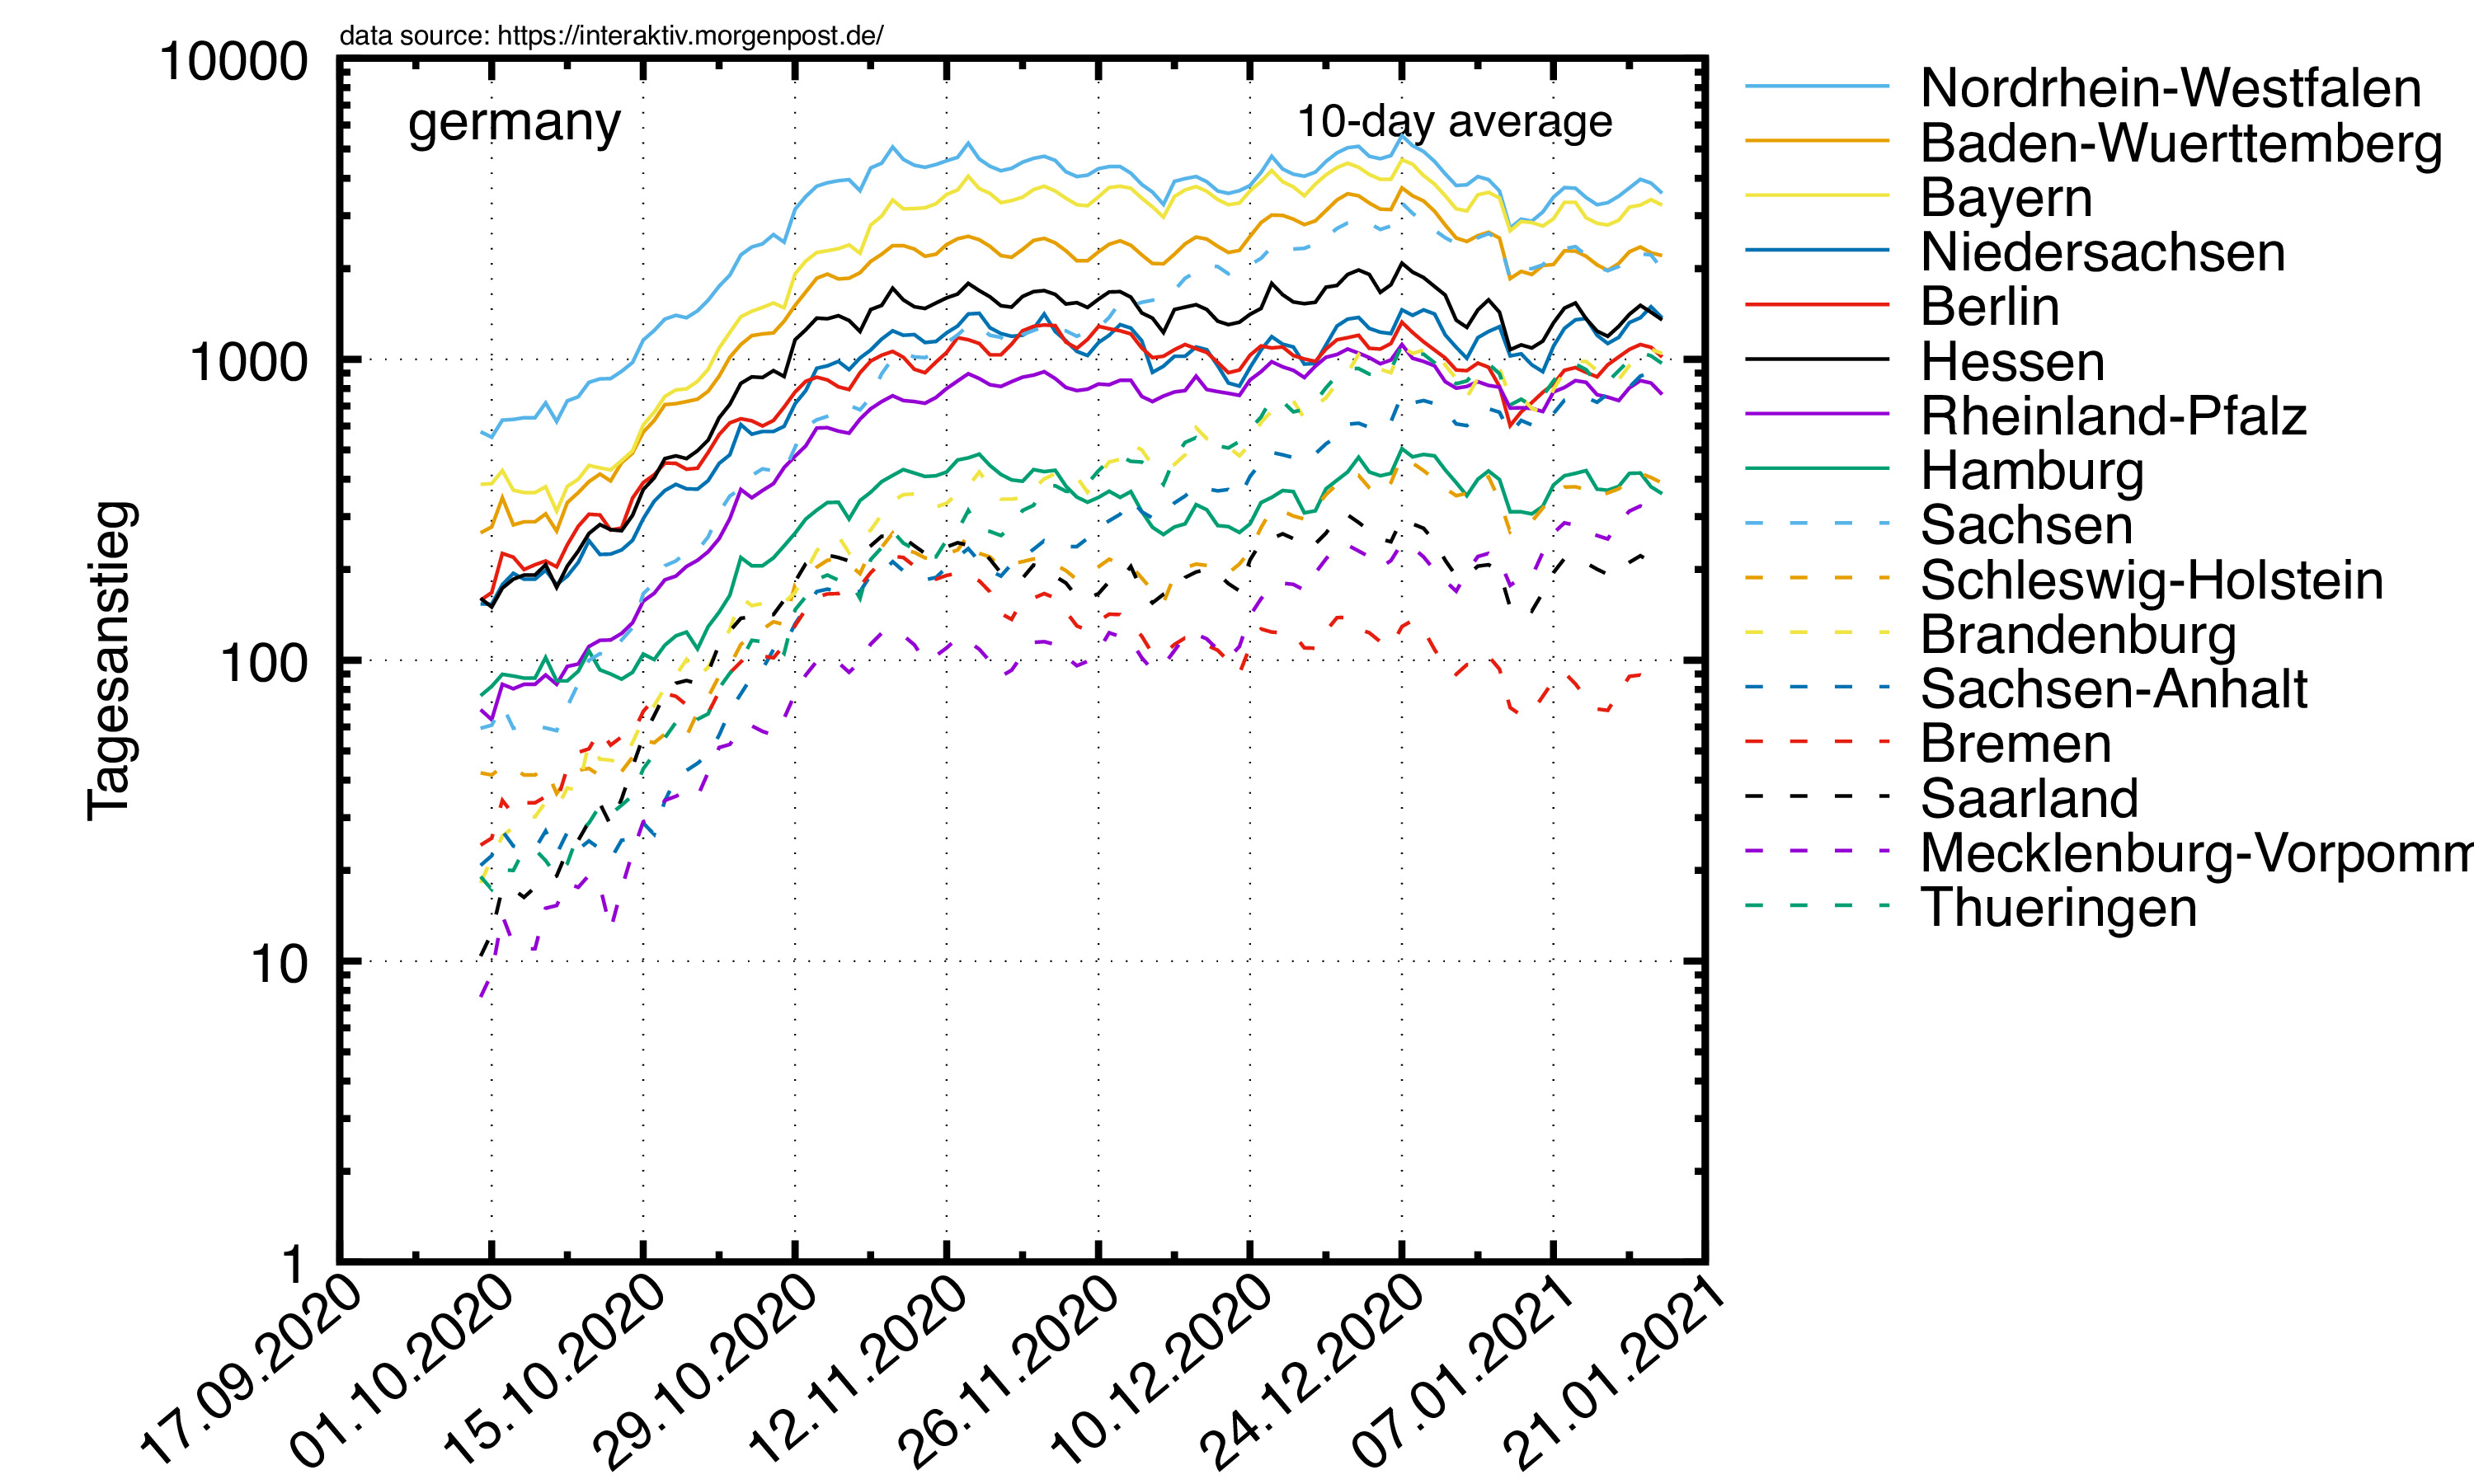 data source: https://interaktiv.morgenpost.de/
germany
10-day average
Tagesanstieg
10000
1000
100
10
1
17.09.2020
01.10.2020
15.10.2020
29.10.2020
12.11.2020
26.11.2020
10.12.2020
24.12.2020
07.01.2021
21.01.2021
Nordrhein-Westfalen
Baden-Wuerttemberg
Bayern
Niedersachsen
Berlin
Hessen
Rheinland-Pfalz
Hamburg
Sachsen
Schleswig-Holstein
Brandenburg
Sachsen-Anhalt
Bremen
Saarland
Mecklenburg-Vorpomm
Thueringen